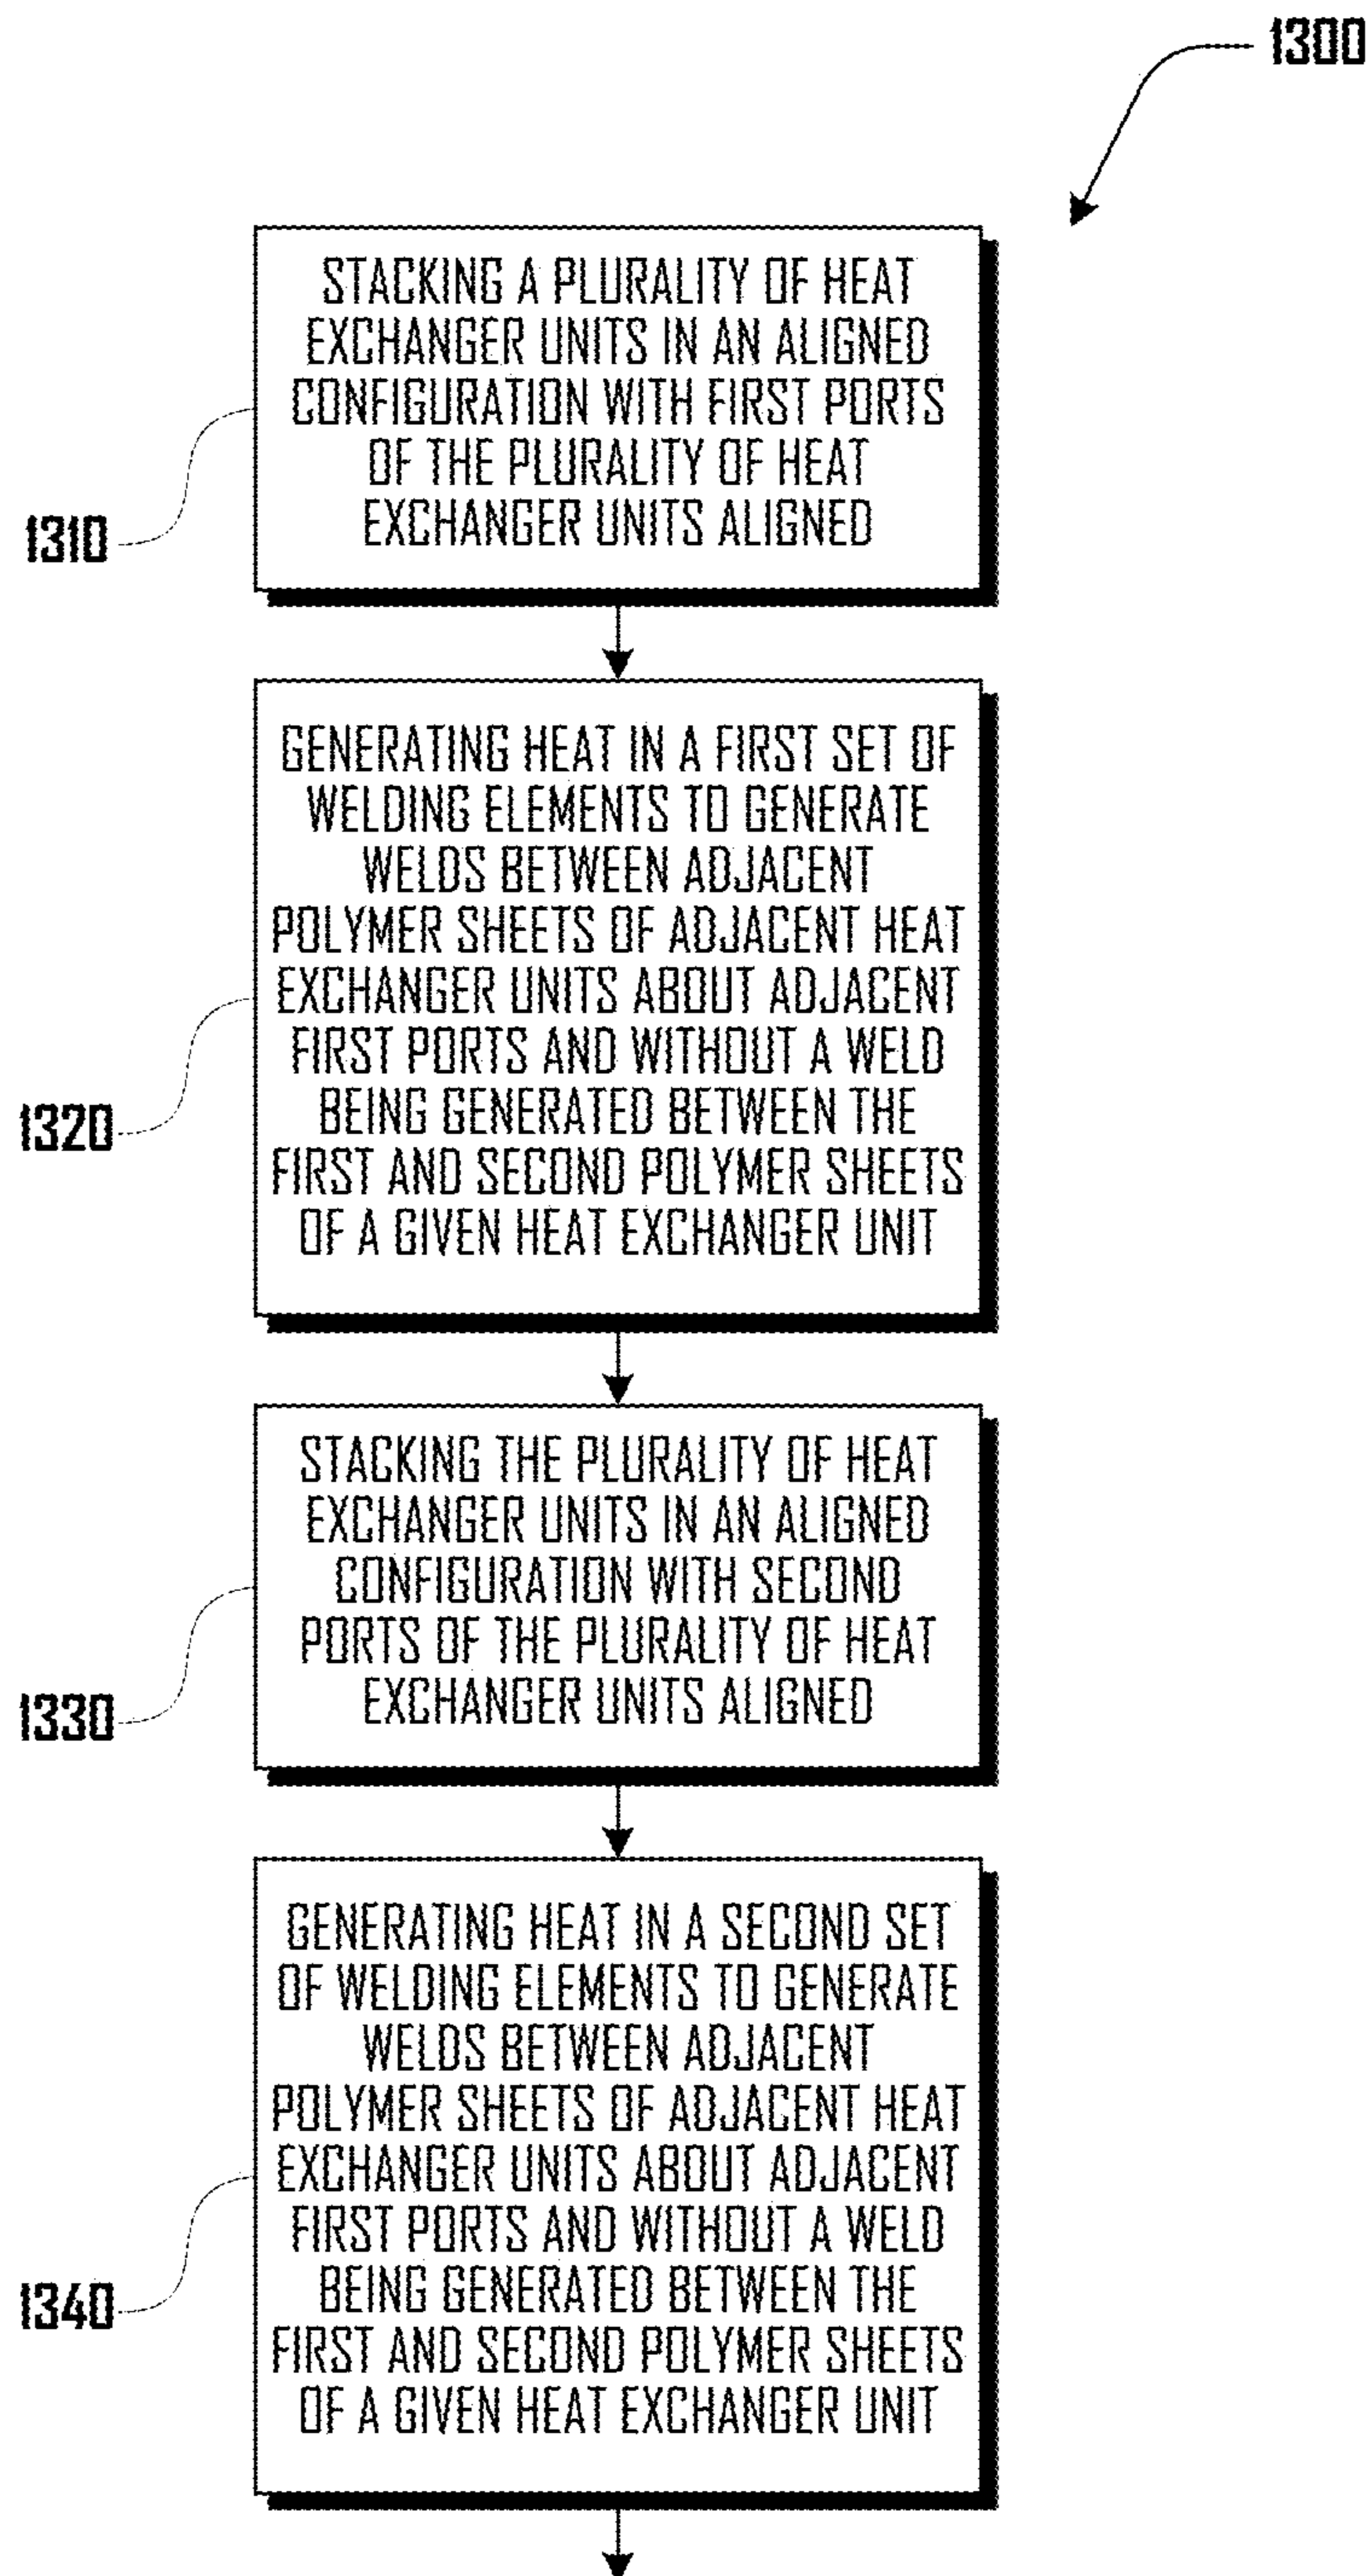 1300
STACKING A PLURALITY OF HEAT
EXCHANGER UNITS IN AN ALIGNED
CONFIGURATION WITH FIRST PORTS
OF THE PLURALITY OF HEAT
EXCHANGER UNITS ALIGNED
1310
GENERATING HEAT IN A FIRST SET OF
WELDING ELEMENTS TO GENERATE
WELDS BETWEEN ADJACENT
POLYMER SHEETS OF ADJACENT HEAT
EXCHANGER UNITS ABOUT ADJACENT
FIRST PORTS AND WITHOUT A WELD
BEING GENERATED BETWEEN THE
FIRST AND SECOND POLYMER SHEETS
OF A GIVEN HEAT EXCHANGER UNIT
1320
STACKING THE PLURALITY OF HEAT
EXCHANGER UNITS IN AN ALIGNED
CONFIGURATION WITH SECOND
PORTS OF THE PLURALITY OF HEAT
EXCHANGER UNITS ALIGNED
1330
GENERATING HEAT IN A SECOND SET
OF WELDING ELEMENTS TO GENERATE
WELDS BETWEEN ADJACENT
POLYMER SHEETS OF ADJACENT HEAT
EXCHANGER UNITS ABOUT ADJACENT
FIRST PORTS AND WITHOUT A WELD
BEING GENERATED BETWEEN THE
FIRST AND SECOND POLYMER SHEETS
OF A GIVEN HEAT EXCHANGER UNIT
1340